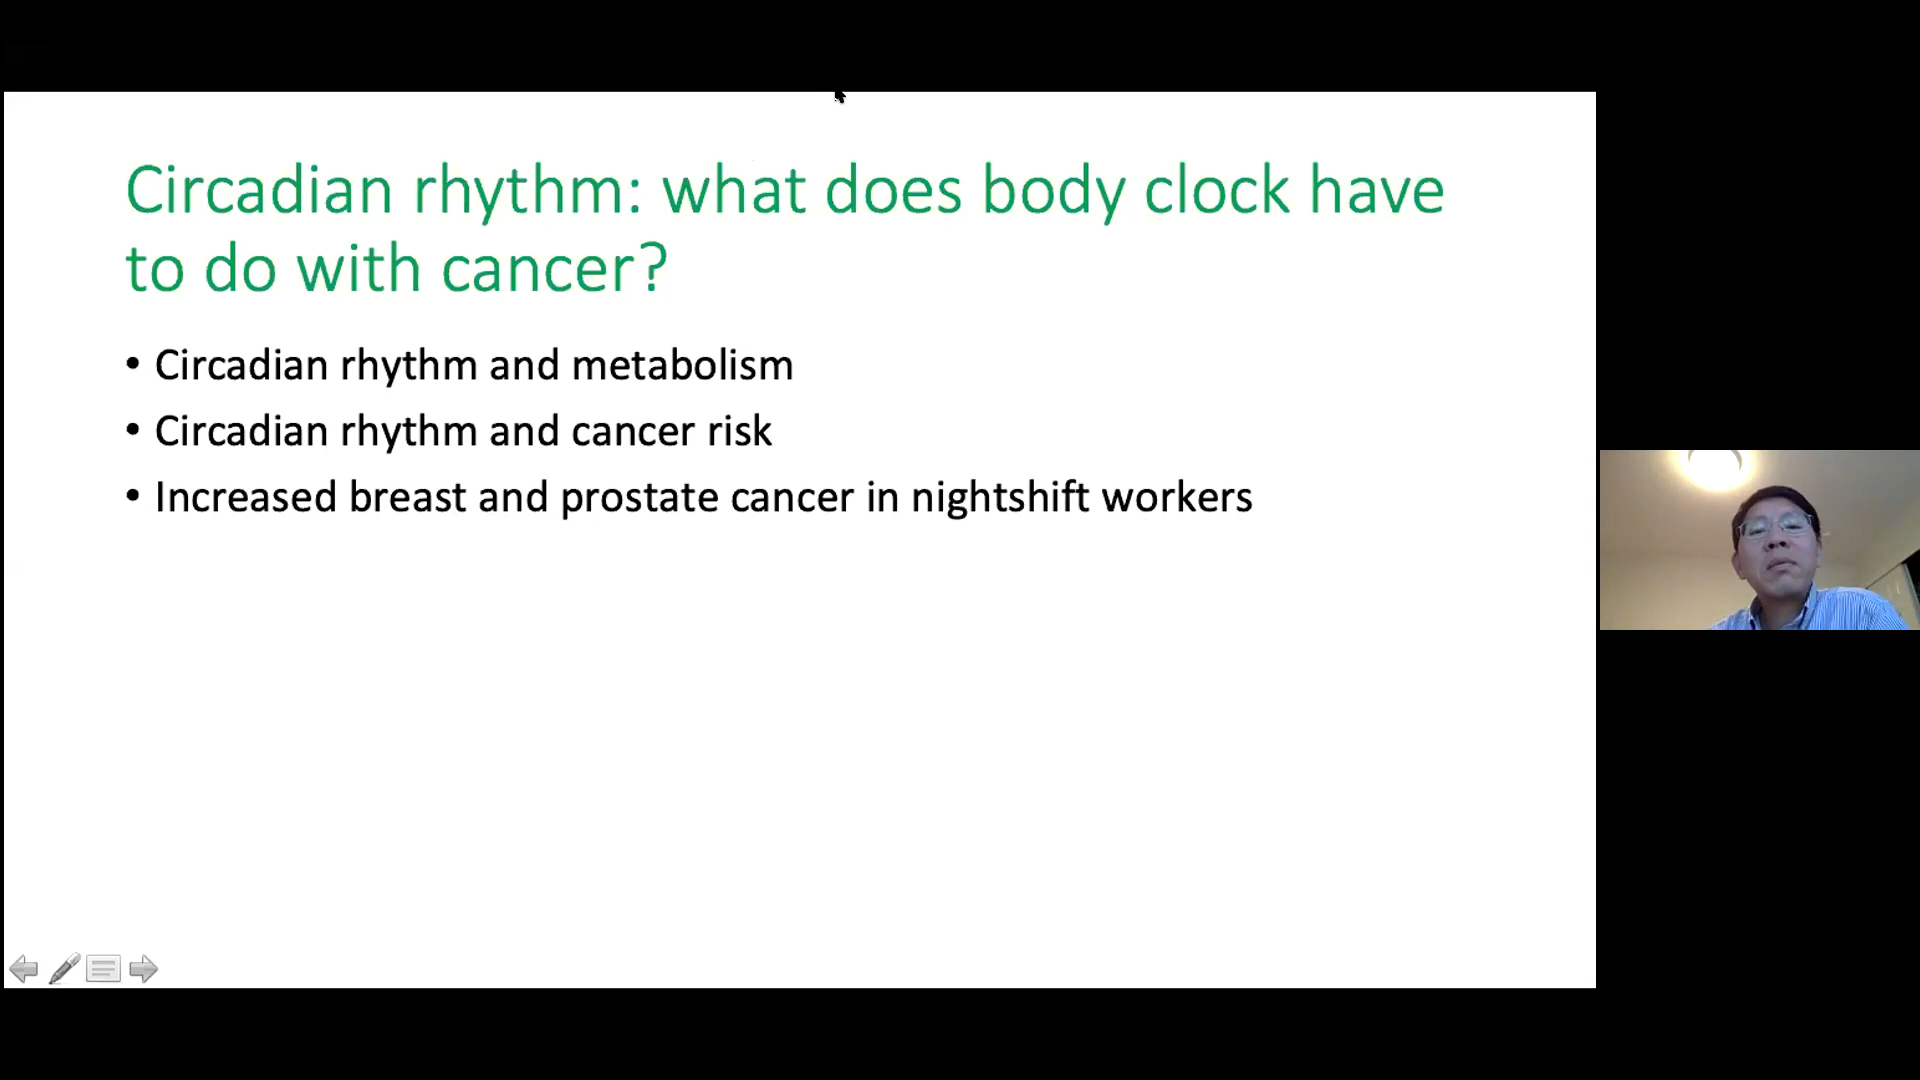 Circadian rhythm: what does body clock have
to do with cancer?
• Circadian rhythm and metabolism
• Circadian rhythm and cancer risk
• Increased breast and prostate cancer in nightshift workers